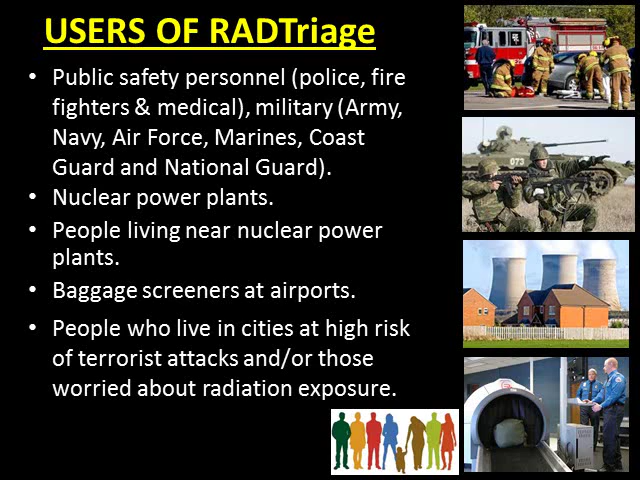 USERS OF RADTriage
• Public safety personnel (police, fire
fighters & medical), military (Army,
Navy, Air Force, Marines, Coast
Guard and National Guard).
• Nuclear power plants.
• People living near nuclear power
plants.
• Baggage screeners at airports.
• People who live in cities at high risk
of terrorist attacks and/or those
worried about radiation exposure.
073